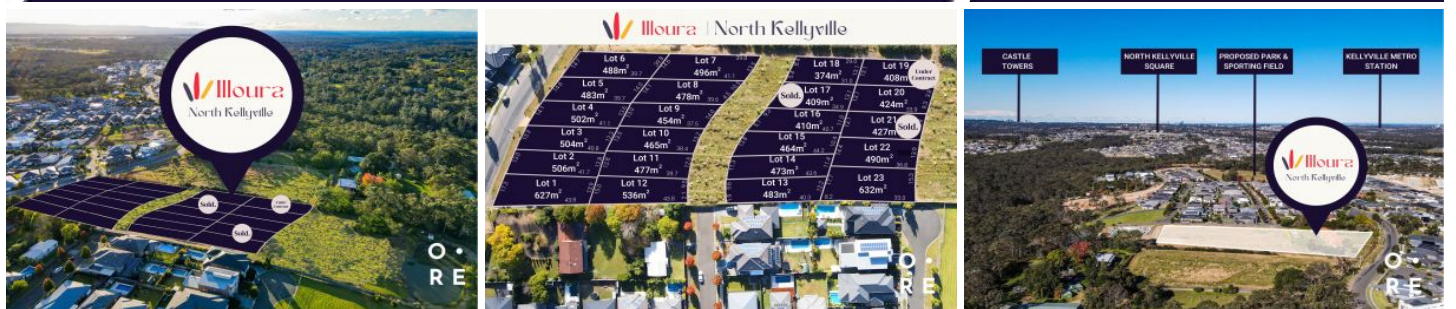 Illoura
North Kellyville
Sold.
Under
Contract
Sold.
O.
RE
Illoura | North Kellyville
Lot 6
488m²
Lot 7
496m²
Lot 5
483m²
Lot 8
478m²
Lot 4
502m²
Lot 9
454m²
Lot 3
504m²
Lot 10
465m²
Lot 2
506m²
Lot 11
477m²
Lot 1
627m²
Lot 12
536m²
Lot 18
374m²
Lot 19
408m²
Under
Contract
Sold.
Lot 17
409m²
Lot 20
424m²
Lot 16
410m²
Lot 21
427m²
Sold.
Lot 15
464m²
Lot 22
490m²
Lot 14
473m²
Lot 13
483m²
Lot 23
632m²
O.
RE
CASTLE
TOWERS
NORTH KELLYVILLE
SQUARE
PROPOSED PARK &
SPORTING FIELD
KELLYVILLE METRO
STATION
Illoura
North Kellyville
O.
RE